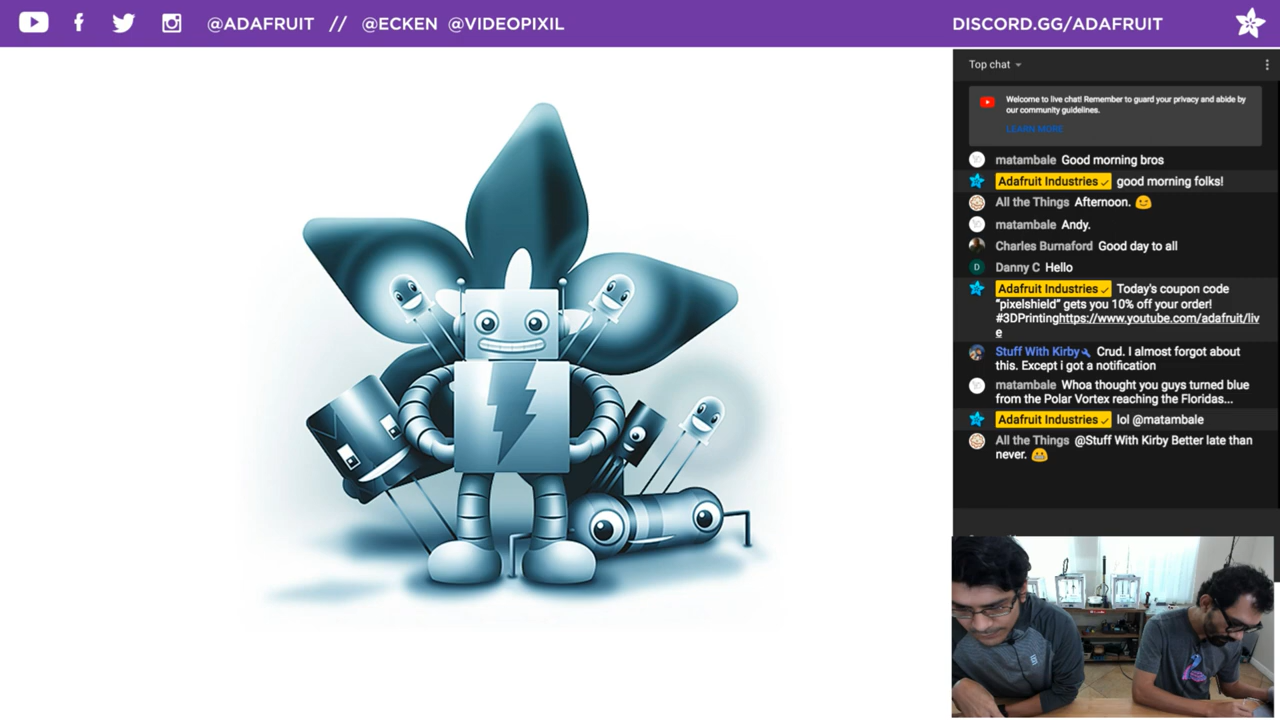 @ADAFRUIT // @ECKEN @VIDEOPIXIL
DISCORD.GG/ADAFRUIT
Top chat
Welcome to live chat! Remember to guard your privacy and abide by
our community guidelines.
LEARN MORE
matambale Good morning bros
Adafruit Industries good morning folks!
All the Things Afternoon.
matambale Andy.
Charles Burnaford Good day to all
D Danny C Hello
Adafruit Industries Today's coupon code
"pixelshield" gets you 10% off your order!
#3DPrintinghttps://www.youtube.com/adafruit/liv
e
Stuff With Kirby Crud. I almost forgot about
this. Except i got a notification
matambale Whoa thought you guys turned blue
from the Polar Vortex reaching the Floridas...
Adafruit Industries lol @matambale
All the Things @Stuff With Kirby Better late than
never.